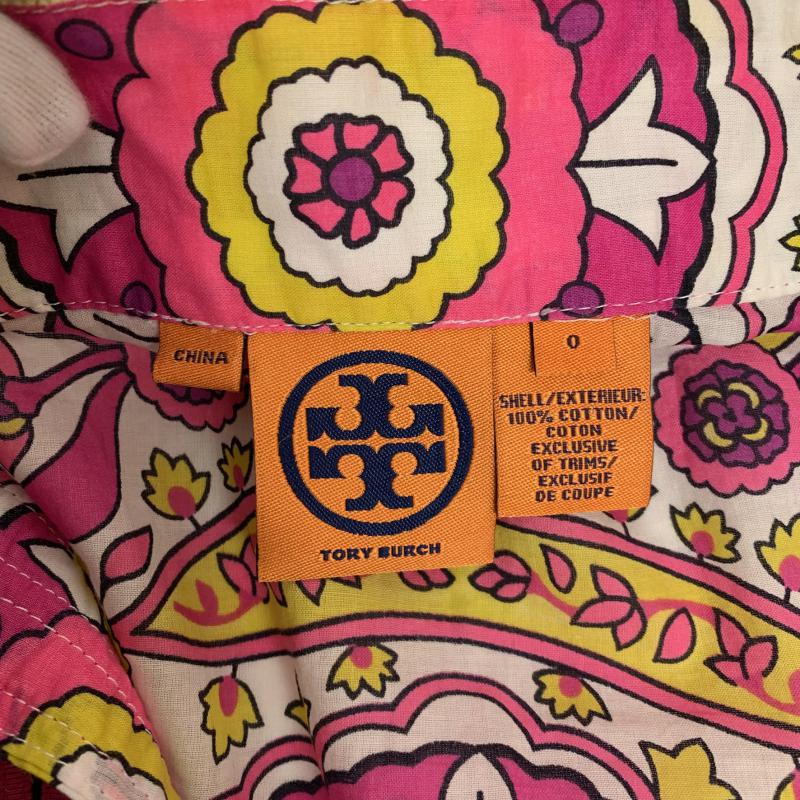 CHINA
TORY BURCH
0
SHELL/EXTERIEUR:
100% COTTON/
COTON
EXCLUSIVE
OF TRIMS/
EXCLUSIF
DE COUPE